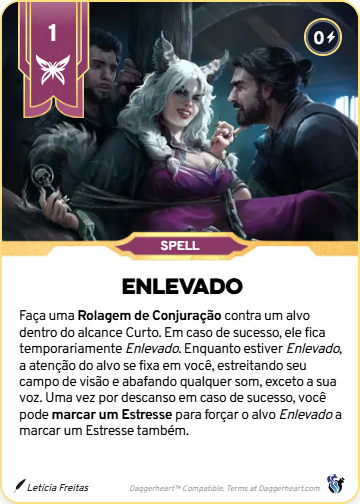 1
0
SPELL
ENLEVADO
Faça uma Rolagem de Conjuração contra um alvo
dentro do alcance Curto. Em caso de sucesso, ele fica
temporariamente Enlevado. Enquanto estiver Enlevado,
a atenção do alvo se fixa em você, estreitando seu
campo de visão e abafando qualquer som, exceto a sua
voz. Uma vez por descanso em caso de sucesso, você
pode marcar um Estresse para forçar o alvo Enlevado a
marcar um Estresse também.
Letícia Freitas
Daggerheart™ Compatible. Terms at Daggerheart.com